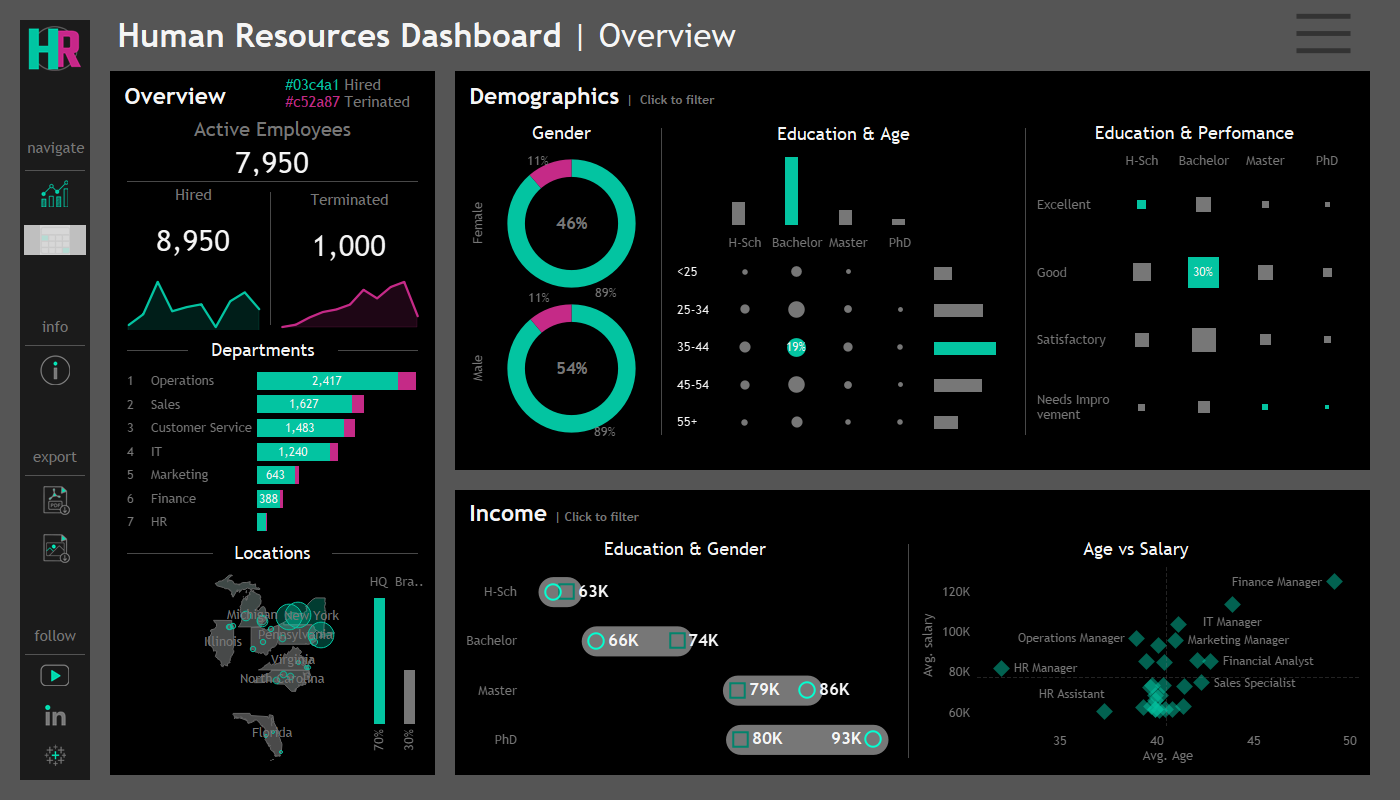 HR
Human Resources Dashboard | Overview
navigate
info
export
PDF
follow
in
Overview
#03c4a1 Hired
#c52a87 Terinated
Active Employees
7,950
Hired
8,950
Terminated
1,000
Departments
1 Operations 2,417
2 Sales 1,627
3 Customer Service 1,483
4 IT 1,240
5 Marketing 643
6 Finance 388
7 HR
Locations
HQ Bra..
Michigan
New York
Illinois
Pennsylvania
Virginia
North Carolina
Florida
70% 30%
Demographics | Click to filter
Gender
Female
11%
46%
89%
Male
11%
54%
89%
Education & Age
H-Sch Bachelor Master PhD
<25
25-34
35-44 19%
45-54
55+
Education & Perfomance
H-Sch Bachelor Master PhD
Excellent
Good 30%
Satisfactory
Needs Impro
vement
Income | Click to filter
Education & Gender
H-Sch 63K
Bachelor 66K 74K
Master 79K 86K
PhD 80K 93K
Age vs Salary
Avg. salary
120K
100K
80K
60K
Finance Manager
IT Manager
Operations Manager
Marketing Manager
HR Manager
Financial Analyst
Sales Specialist
HR Assistant
35 40 45 50
Avg. Age